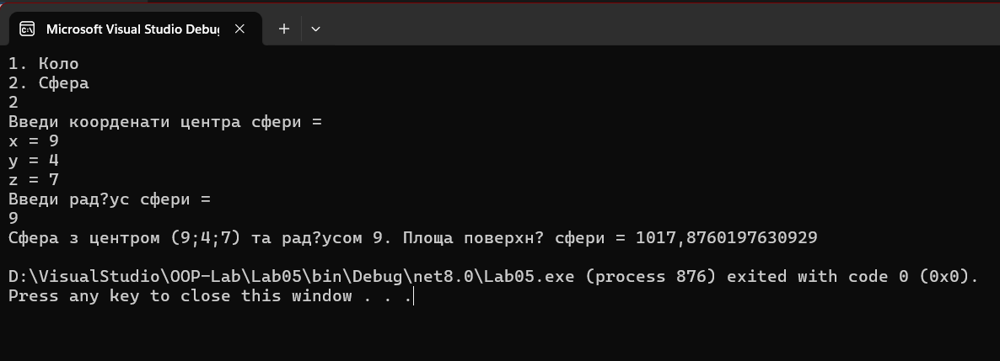 Microsoft Visual Studio Debug
1. Коло
2. Сфера
2
Введи коорденати центра сфери =
x = 9
y = 4
z = 7
Введи рад?ус сфери =
9
Сфера з центром (9;4;7) та рад?усом 9. Площа поверхн? сфери = 1017,8760197630929
D:\VisualStudio\OOP-Lab\Lab05\bin\Debug\net8.0\Lab05.exe (process 876) exited with code 0 (0x0).
Press any key to close this window . . .